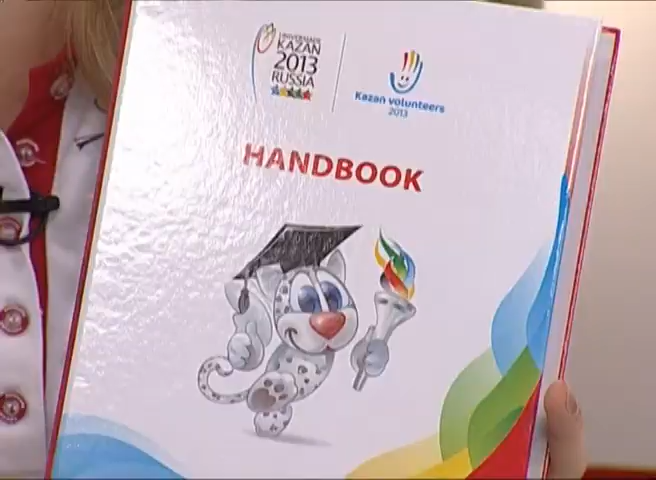 UNIVERSIADE
KAZAN
2013
RUSSIA
Kazan volunteers
2013
HANDBOOK